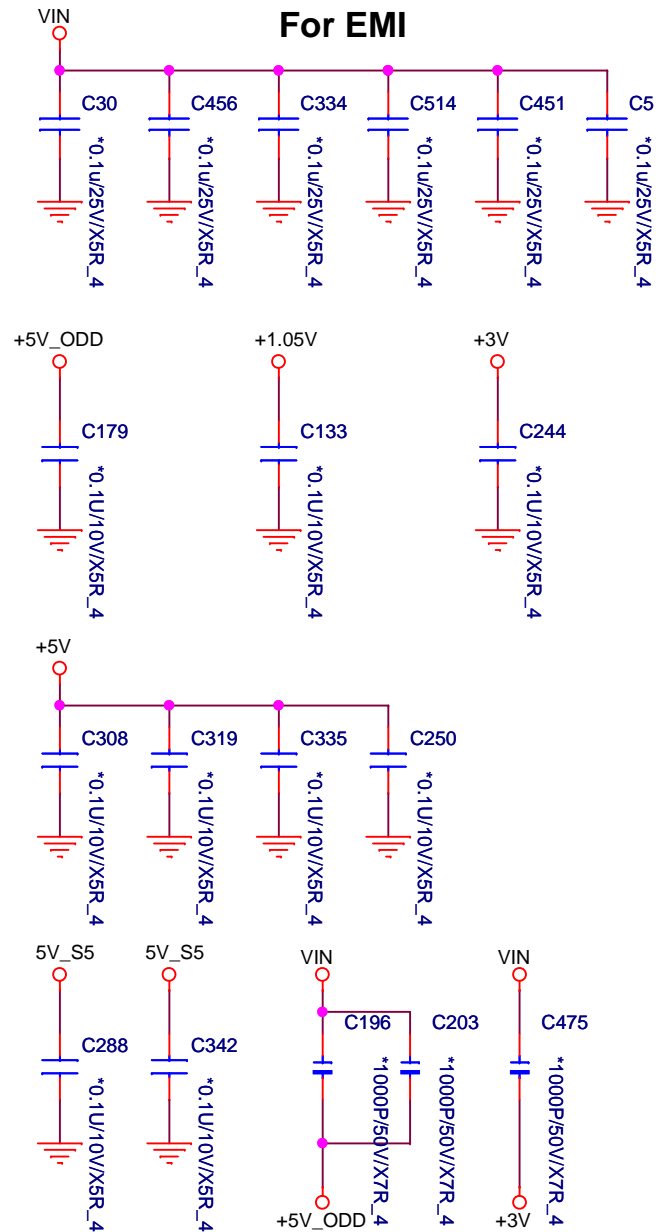 For EMI
VIN
C30 C456 C334 C514 C451 C5
*0.1u/25V/X5R_4 *0.1u/25V/X5R_4 *0.1u/25V/X5R_4 *0.1u/25V/X5R_4 *0.1u/25V/X5R_4 *0.1u/25V/X5R_4
+5V_ODD +1.05V +3V
C179 C133 C244
*0.1U/10V/X5R_4 *0.1U/10V/X5R_4 *0.1U/10V/X5R_4
+5V
C308 C319 C335 C250
*0.1U/10V/X5R_4 *0.1U/10V/X5R_4 *0.1U/10V/X5R_4 *0.1U/10V/X5R_4
5V_S5 5V_S5 VIN VIN
C288 C342 C196 C203 C475
*0.1U/10V/X5R_4 *0.1U/10V/X5R_4 *1000P/50V/X7R_4 *1000P/50V/X7R_4 *1000P/50V/X7R_4
+5V_ODD +3V